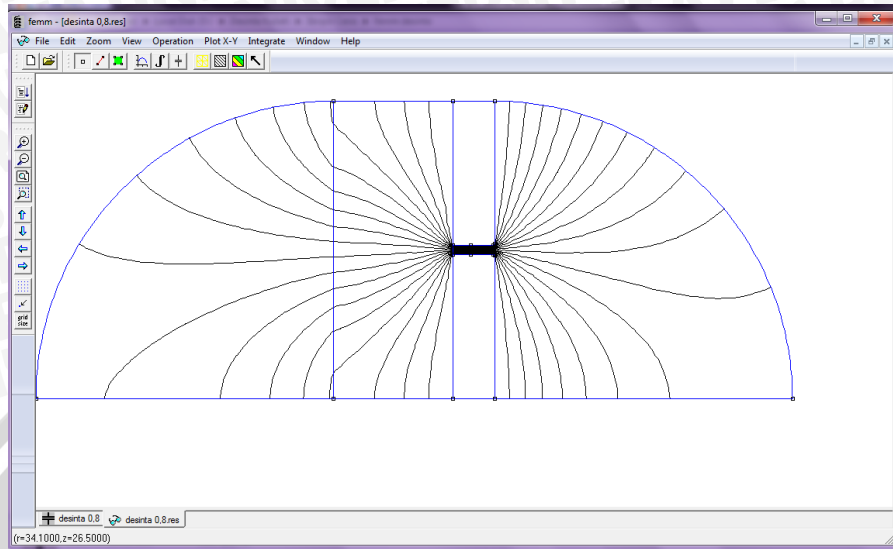 femm - [desinta 0,8.res]
File Edit Zoom View Operation Plot X-Y Integrate Window Help
grid
size
desinta 0,8 desinta 0,8.res
(r=34.1000,z=26.5000)